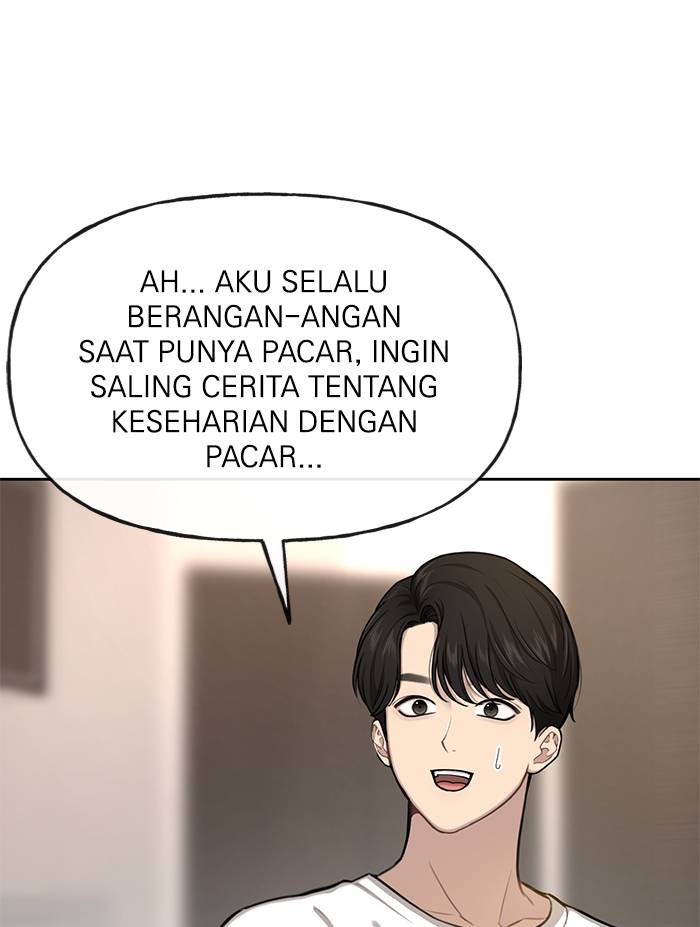 AH... AKU SELALU
BERANGAN-ANGAN
SAAT PUNYA PACAR, INGIN
SALING CERITA TENTANG
KESEHARIAN DENGAN
PACAR...